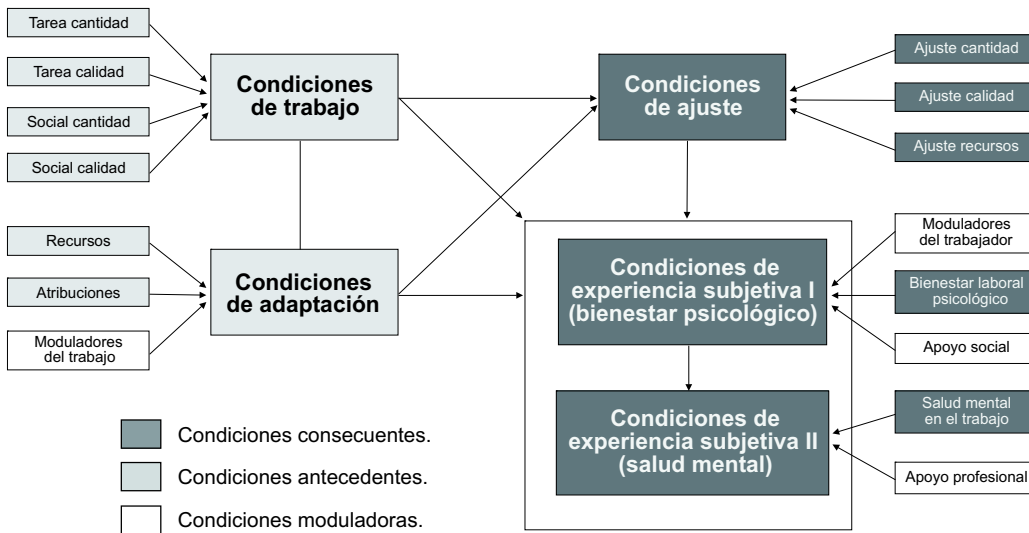 Tarea cantidad
Tarea calidad
Social cantidad
Social calidad
Condiciones
de trabajo
Recursos
Atribuciones
Moduladores
del trabajo
Condiciones
de adaptación
Condiciones
de ajuste
Ajuste cantidad
Ajuste calidad
Ajuste recursos
Condiciones de
experiencia subjetiva I
(bienestar psicológico)
Moduladores
del trabajador
Bienestar laboral
psicológico
Apoyo social
Condiciones de
experiencia subjetiva II
(salud mental)
Salud mental
en el trabajo
Apoyo profesional
Condiciones consecuentes.
Condiciones antecedentes.
Condiciones moduladoras.